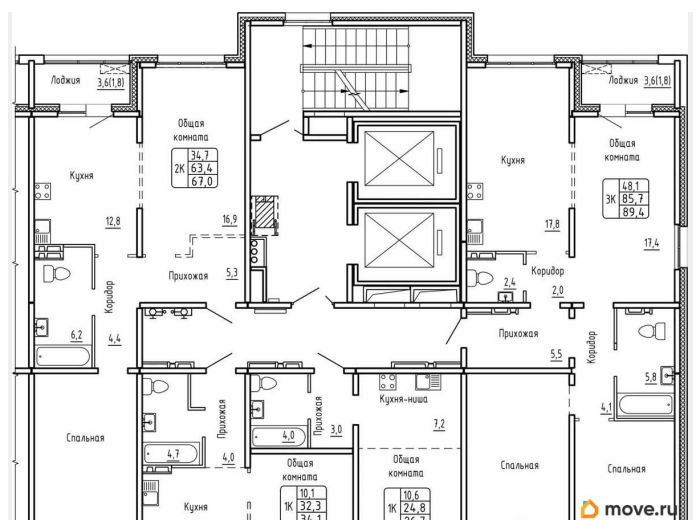 Лоджия
3,6(1,8)
Общая
комната
34,7
2К 63,4
67,0
Кухня
12,8
16,9
Прихожая
5,3
Коридор
6,2
4,4
Спальная
4,7
Прихожая
4,0
Кухня
4,0
Прихожая
3,0
Общая
комната
10,1
1К 32,3
34,1
Кухня-ниша
7,2
Общая
комната
10,6
1К 24,8
26,7
Лоджия
3,6(1,8)
Кухня
17,8
Общая
комната
48,1
3К 85,7
89,4
17,4
Коридор
2,4
2,0
Прихожая
5,5
Коридор
5,8
4,1
Спальная
Спальная
move.ru